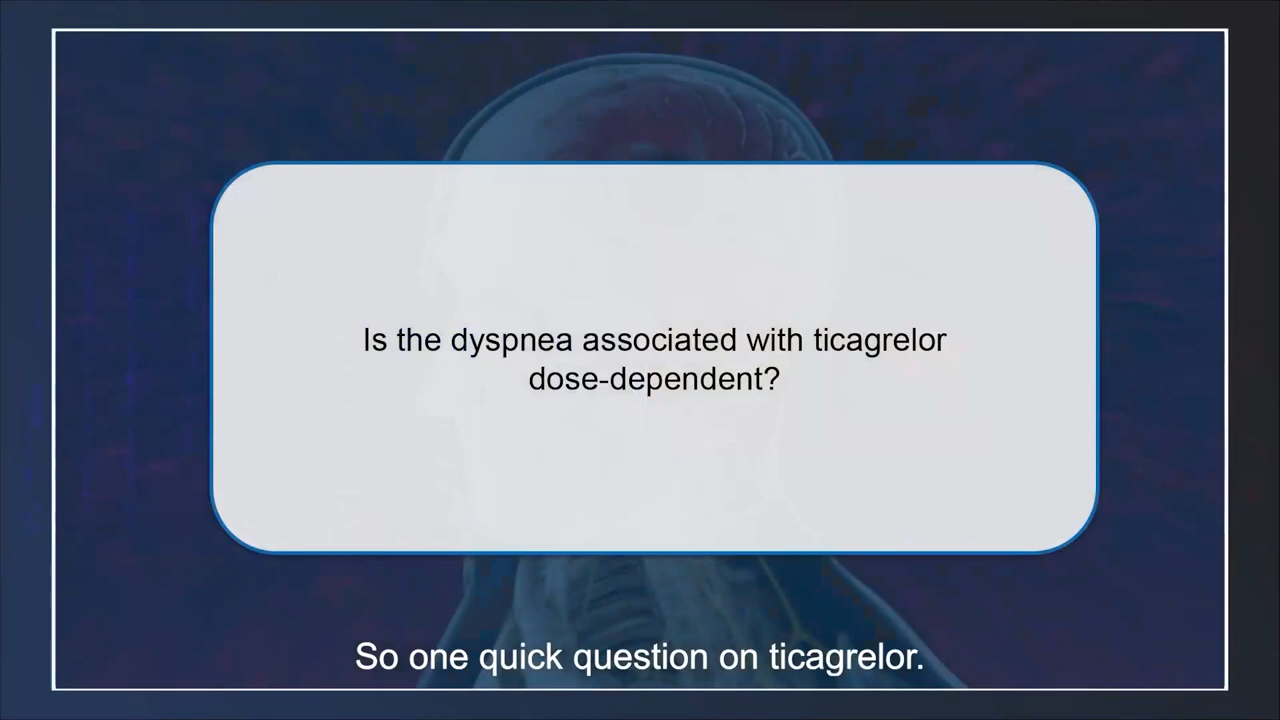 Is the dyspnea associated with ticagrelor
dose-dependent?
So one quick question on ticagrelor.